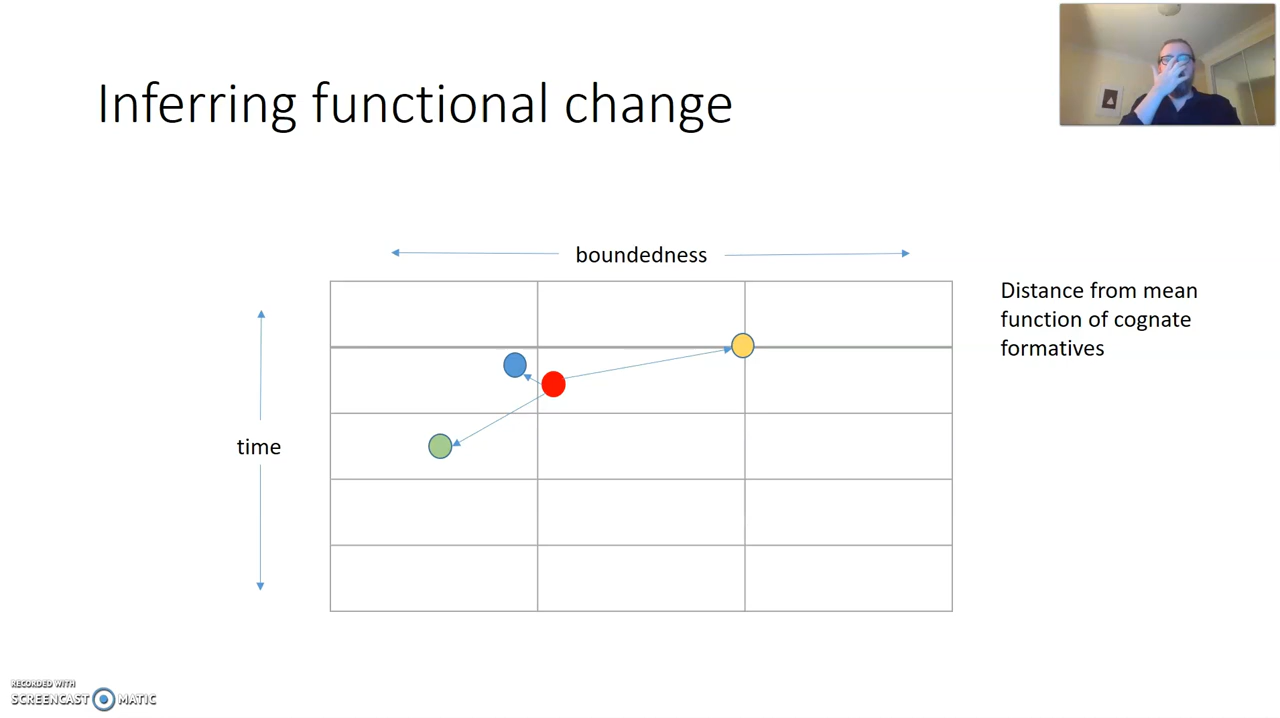 Inferring functional change
boundedness
Distance from mean
function of cognate
formatives
time
RECORDED WITH
SCREENCAST MATIC